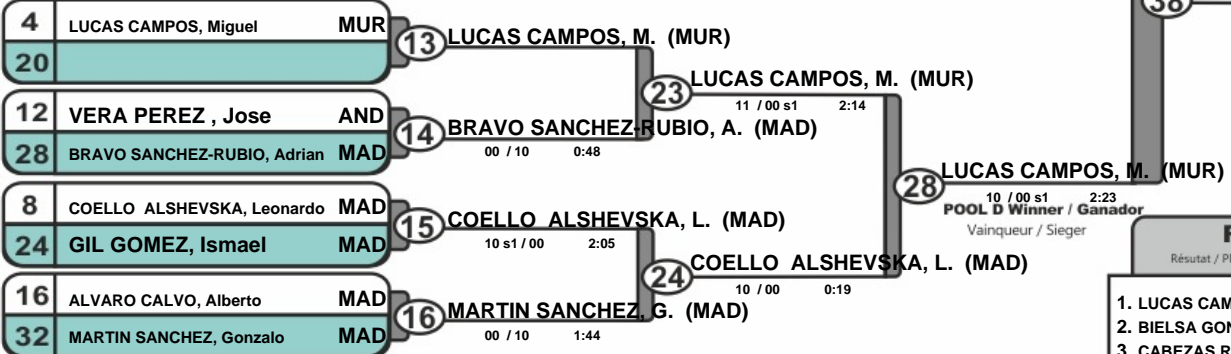 38
4 LUCAS CAMPOS, Miguel MUR
20
13 LUCAS CAMPOS, M. (MUR)
12 VERA PEREZ , Jose AND
28 BRAVO SANCHEZ-RUBIO, Adrian MAD
14 BRAVO SANCHEZ-RUBIO, A. (MAD)
00 / 10 0:48
23 LUCAS CAMPOS, M. (MUR)
11 / 00 s1 2:14
8 COELLO ALSHEVSKA, Leonardo MAD
24 GIL GOMEZ, Ismael MAD
15 COELLO ALSHEVSKA, L. (MAD)
10 s1 / 00 2:05
16 ALVARO CALVO, Alberto MAD
32 MARTIN SANCHEZ, Gonzalo MAD
16 MARTIN SANCHEZ, G. (MAD)
00 / 10 1:44
24 COELLO ALSHEVSKA, L. (MAD)
10 / 00 0:19
28 LUCAS CAMPOS, M. (MUR)
10 / 00 s1 2:23
POOL D Winner / Ganador
Vainqueur / Sieger
Résutat /
1. LUCAS
2. BIELSA
3. CABEZAS